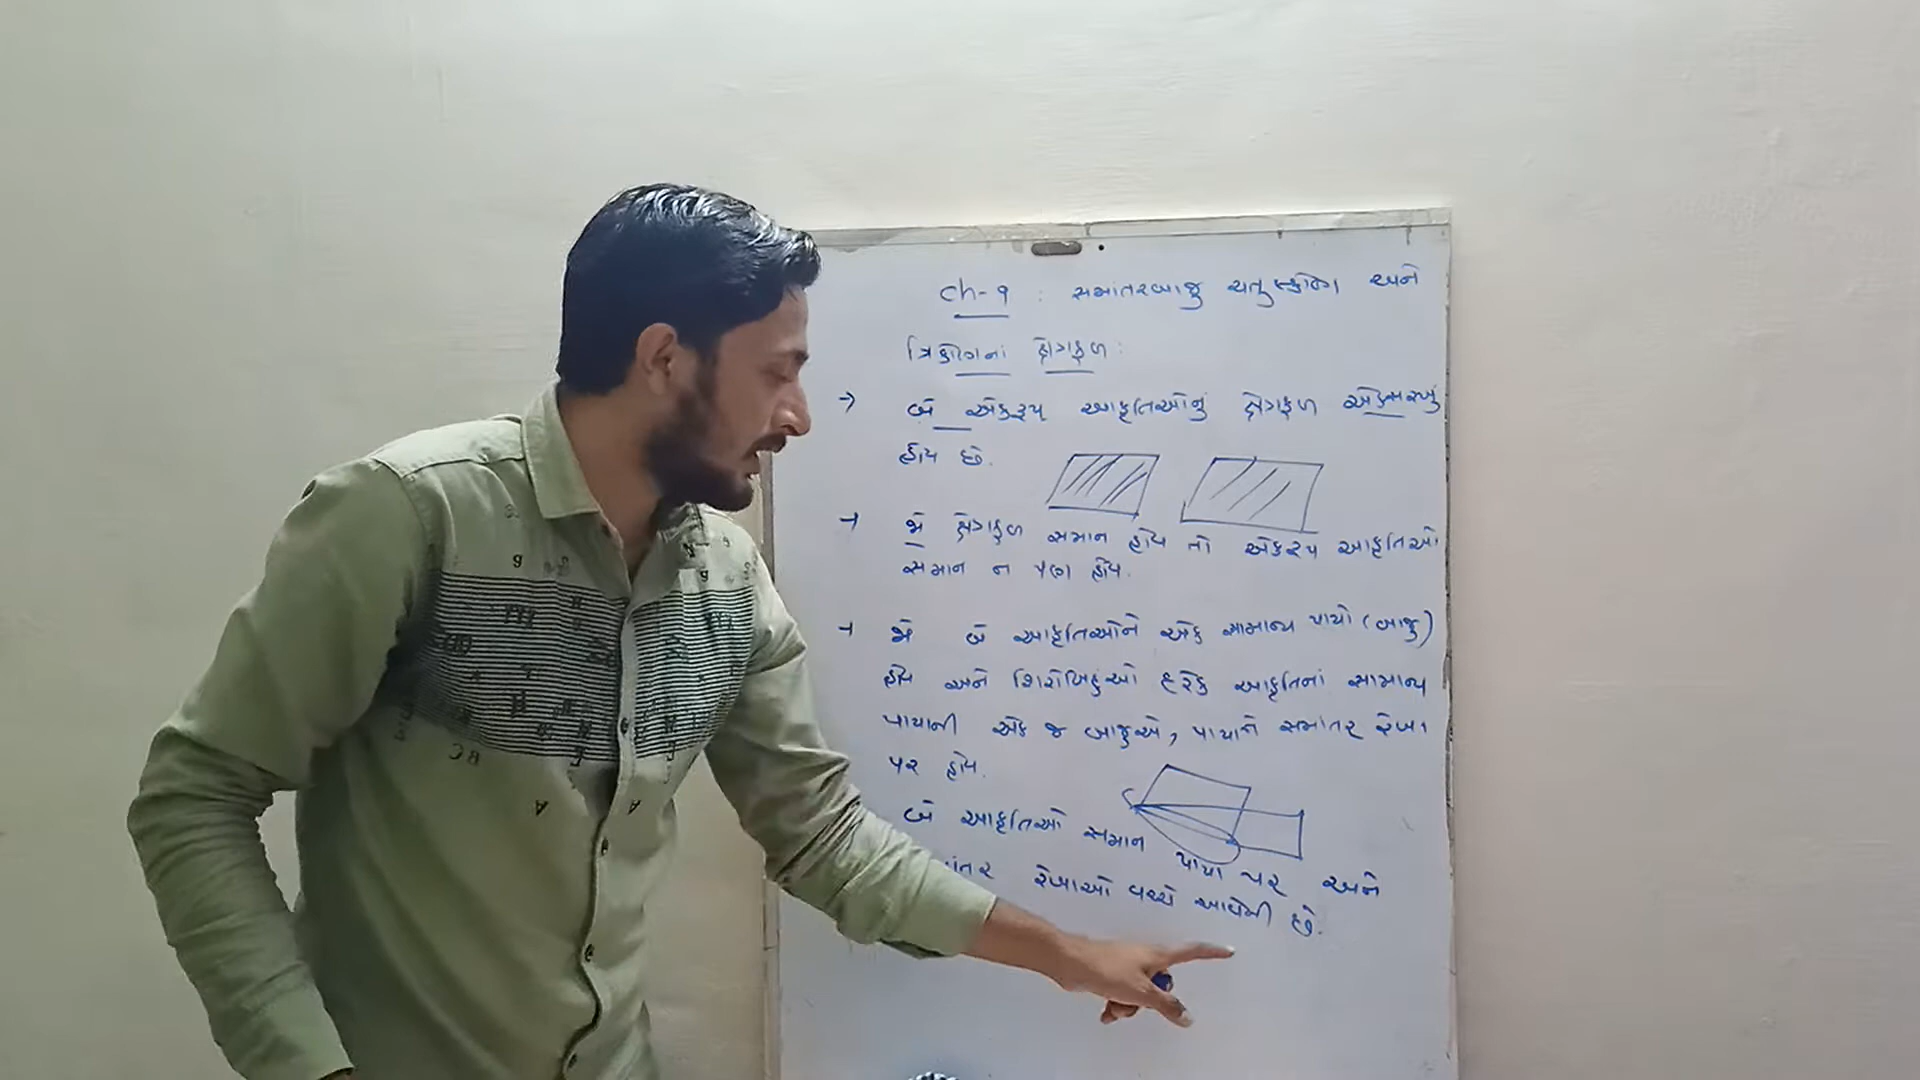 ch-9 : સમાંતરબાજુ ચતુષ્કોણ અને
ત્રિકોણનાં ક્ષેત્રફળ :
→ બે એકરૂપ આકૃતિઓનું ક્ષેત્રફળ એકસરખું
હોય છે.
→ જો ક્ષેત્રફળ સમાન હોય તો એકરૂપ આકૃતિઓ
સમાન ન પણ હોય.
→ જો બે આકૃતિઓને એક સામાન્ય પાયો (બાજુ)
હોય અને શિરોબિંદુઓ દરેક આકૃતિનાં સામાન્ય
પાયાની એક જ બાજુએ, પાયાને સમાંતર રેખા
પર હોય.
બે આકૃતિઓ સમાન પાયા પર અને
રેખાઓ વચ્ચે આવેલી છે.